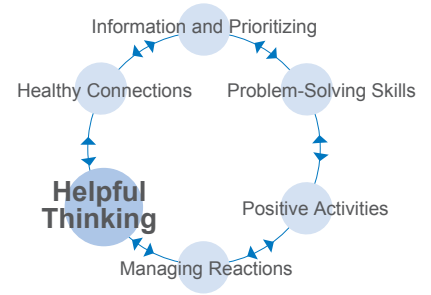 Information and Prioritizing
Healthy Connections
Problem-Solving Skills
Helpful
Thinking
Positive Activities
Managing Reactions